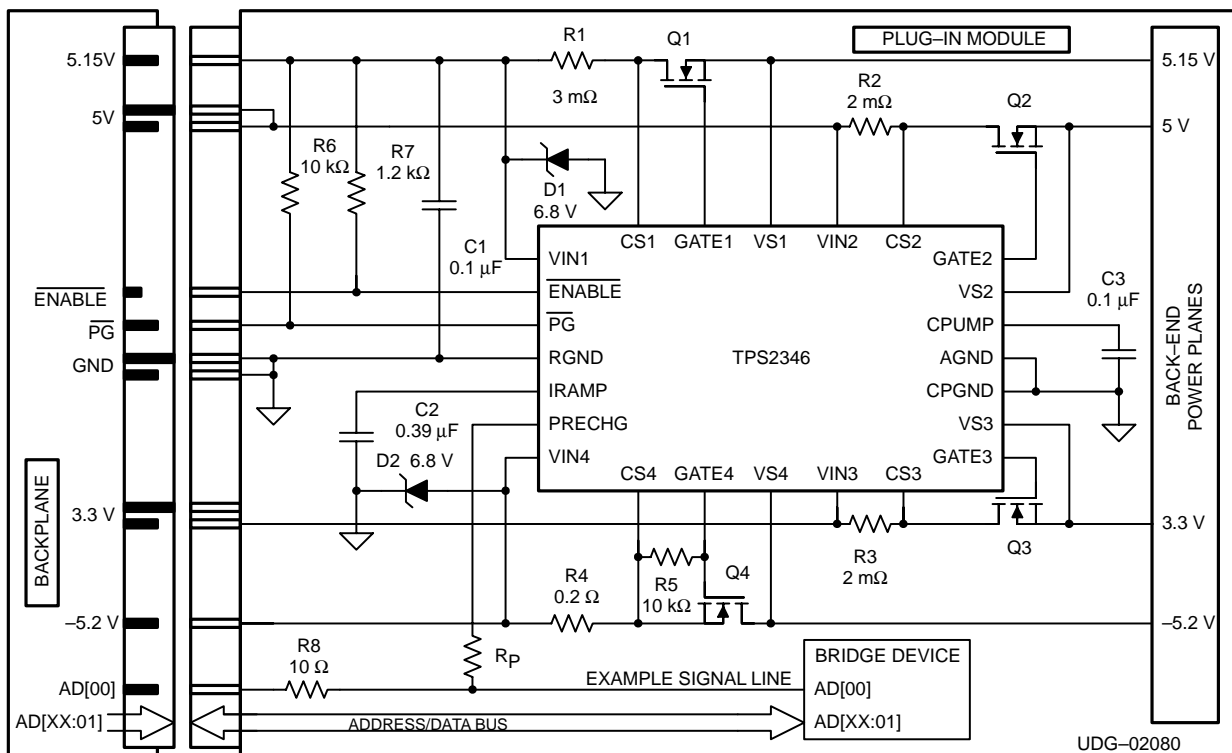 R1
Q1
PLUG–IN MODULE
5.15V
5.15 V
3 mΩ
R2
2 mΩ
Q2
5V
5 V
R6
10 kΩ
R7
1.2 kΩ
D1
6.8 V
C1
0.1 µF
CS1
GATE1
VS1
VIN2
CS2
VIN1
GATE2
ENABLE
ENABLE
VS2
C3
0.1 µF
PG
PG
CPUMP
GND
RGND
TPS2346
AGND
IRAMP
CPGND
C2
0.39 µF
PRECHG
VS3
D2 6.8 V
VIN4
GATE3
CS4
GATE4
VS4
VIN3
CS3
BACK–END
POWER PLANES
BACKPLANE
3.3 V
3.3 V
R3
2 mΩ
Q3
R4
0.2 Ω
R5
10 kΩ
Q4
–5.2 V
–5.2 V
R8
10 Ω
RP
BRIDGE DEVICE
EXAMPLE SIGNAL LINE
AD[00]
AD[00]
AD[XX:01]
ADDRESS/DATA BUS
AD[XX:01]
UDG–02080